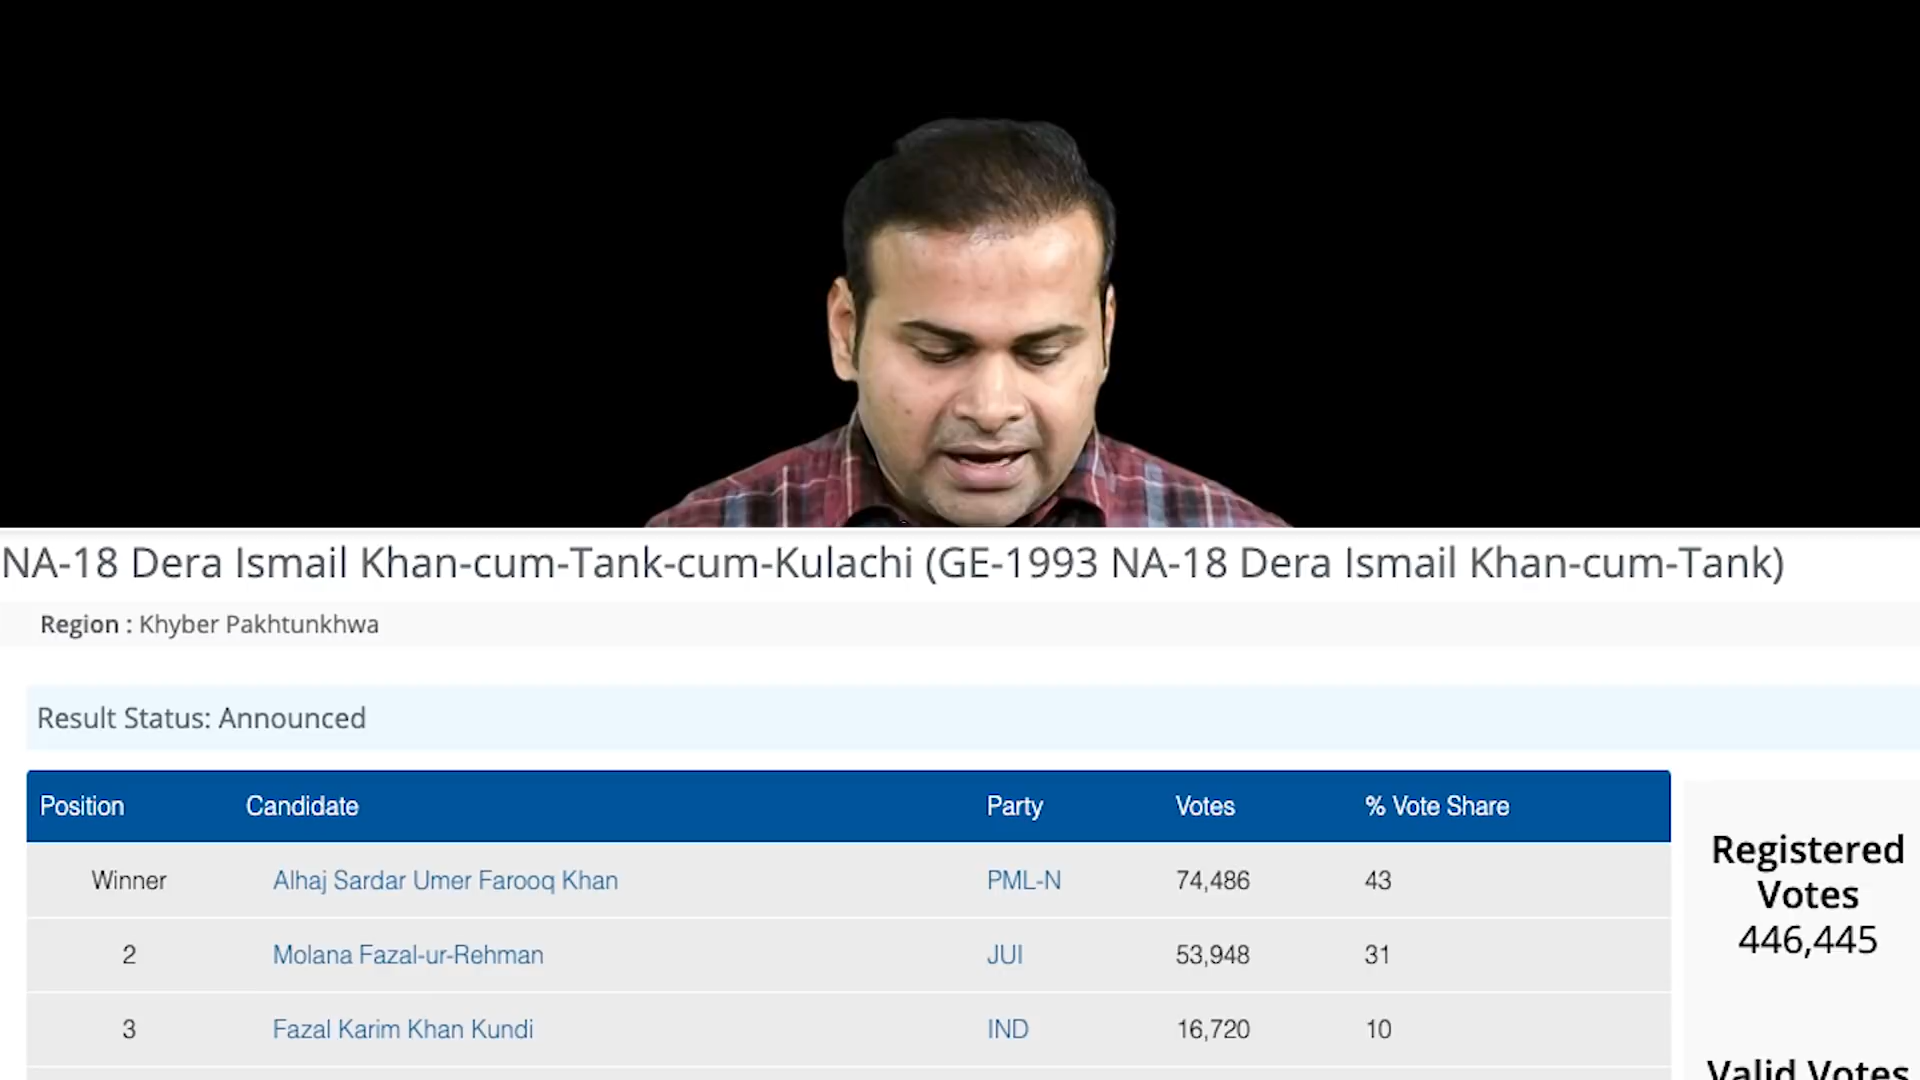 NA-18 Dera Ismail Khan-cum-Tank-cum-Kulachi (GE-1993 NA-18 Dera Ismail Khan-cum-Tank)
Region : Khyber Pakhtunkhwa
Result Status: Announced
Position Candidate Party Votes % Vote Share
Winner Alhaj Sardar Umer Farooq Khan PML-N 74,486 43
2 Molana Fazal-ur-Rehman JUI 53,948 31
3 Fazal Karim Khan Kundi IND 16,720 10
Registered
Votes
446,445
Valid Votes